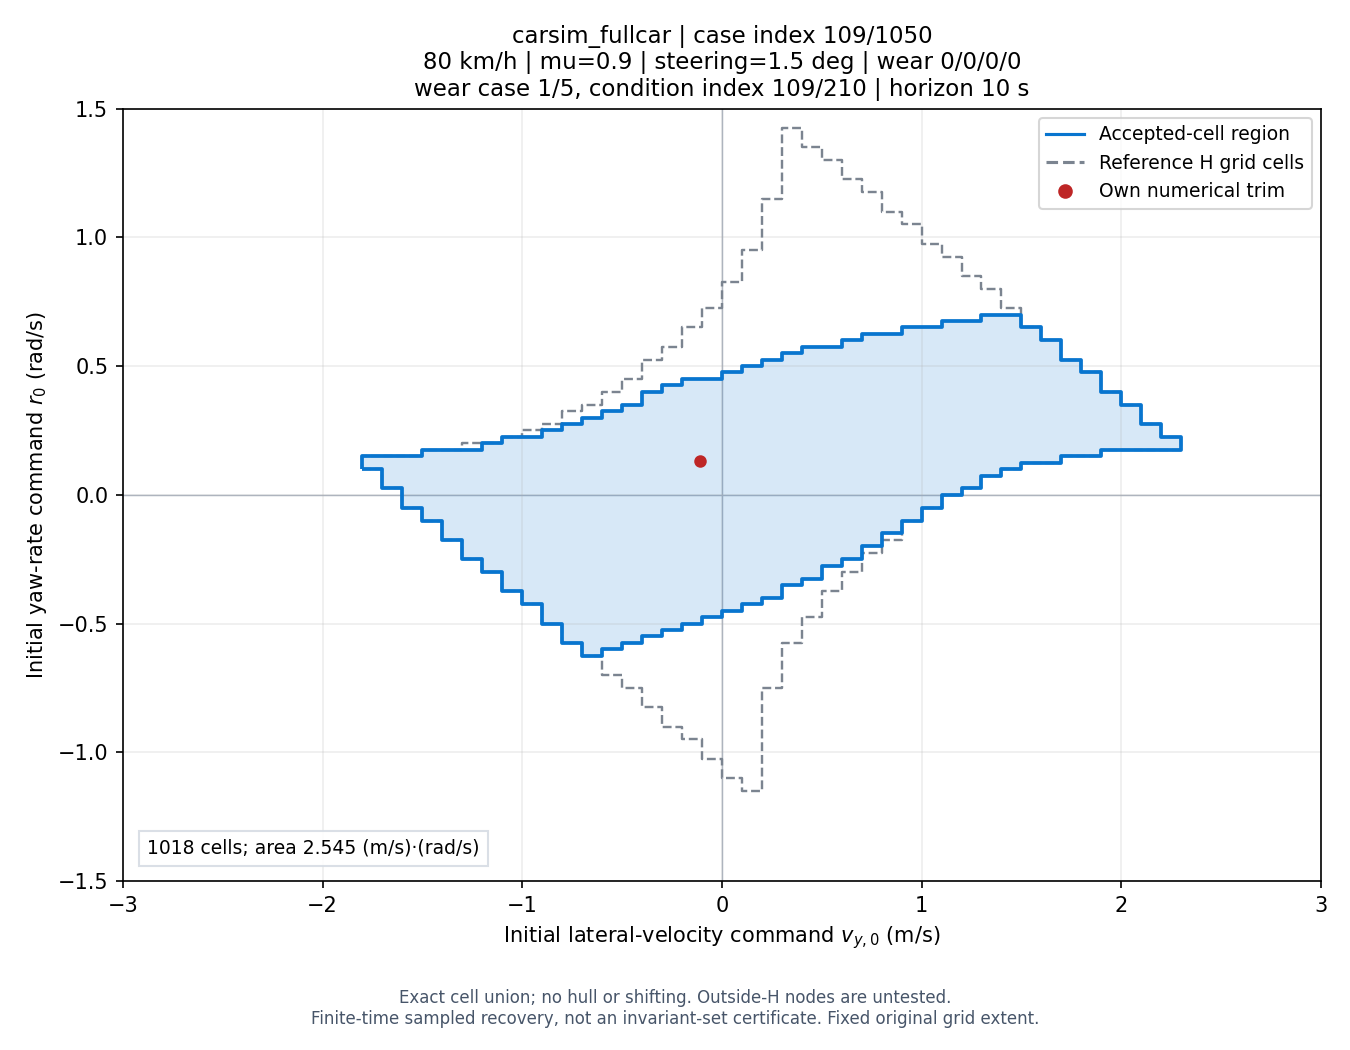 carsim_fullcar | case index 109/1050
80 km/h | mu=0.9 | steering=1.5 deg | wear 0/0/0/0
wear case 1/5, condition index 109/210 | horizon 10 s
Accepted-cell region
Reference H grid cells
Own numerical trim
1.5
1.0
0.5
0.0
−0.5
−1.0
−1.5
Initial yaw-rate command r0 (rad/s)
1018 cells; area 2.545 (m/s)·(rad/s)
−3
−2
−1
0
1
2
3
Initial lateral-velocity command vy,0 (m/s)
Exact cell union; no hull or shifting. Outside-H nodes are untested.
Finite-time sampled recovery, not an invariant-set certificate. Fixed original grid extent.